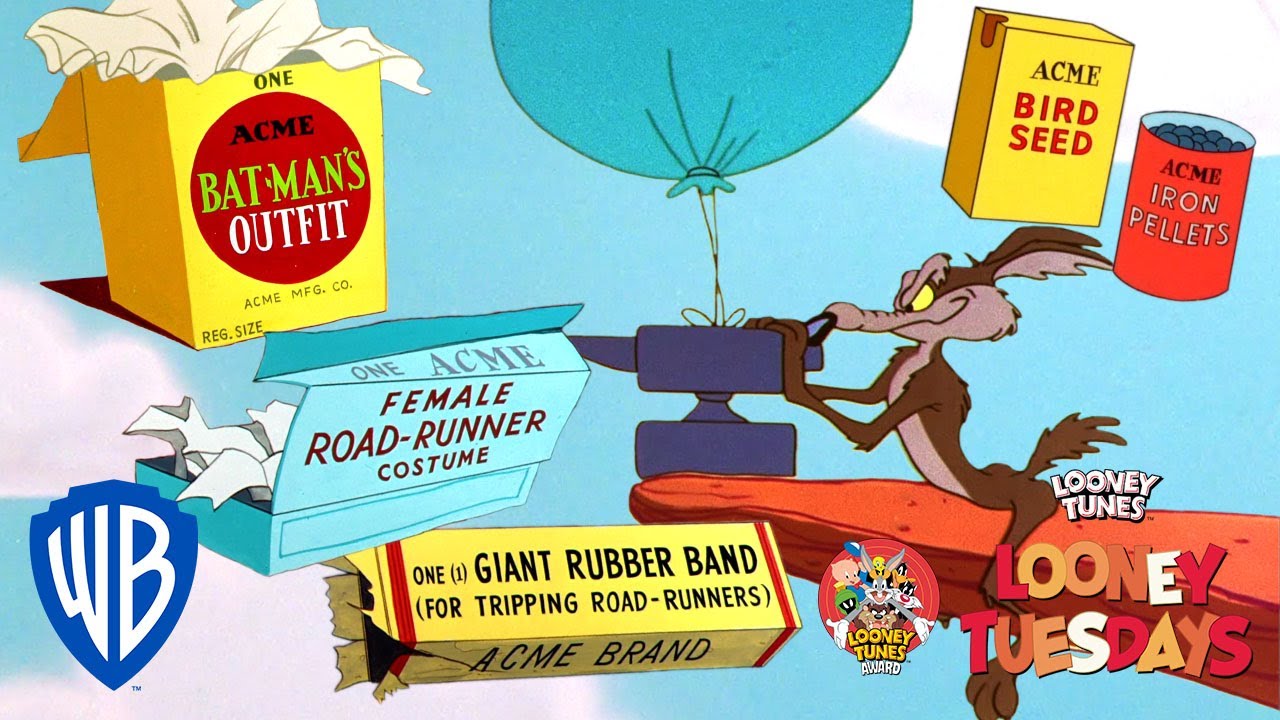 ONE
ACME
BAT-MAN'S
OUTFIT
ACME MFG. CO.
REG. SIZE
ACME
BIRD
SEED
ACME
IRON
PELLETS
ONE ACME
FEMALE
ROAD-RUNNER
COSTUME
ONE (1) GIANT RUBBER BAND
(FOR TRIPPING ROAD-RUNNERS)
ACME BRAND
WB
TM
LOONEY
TUNES
TM
LOONEY
TUNES
AWARD
LOONEY
TUESDAYS